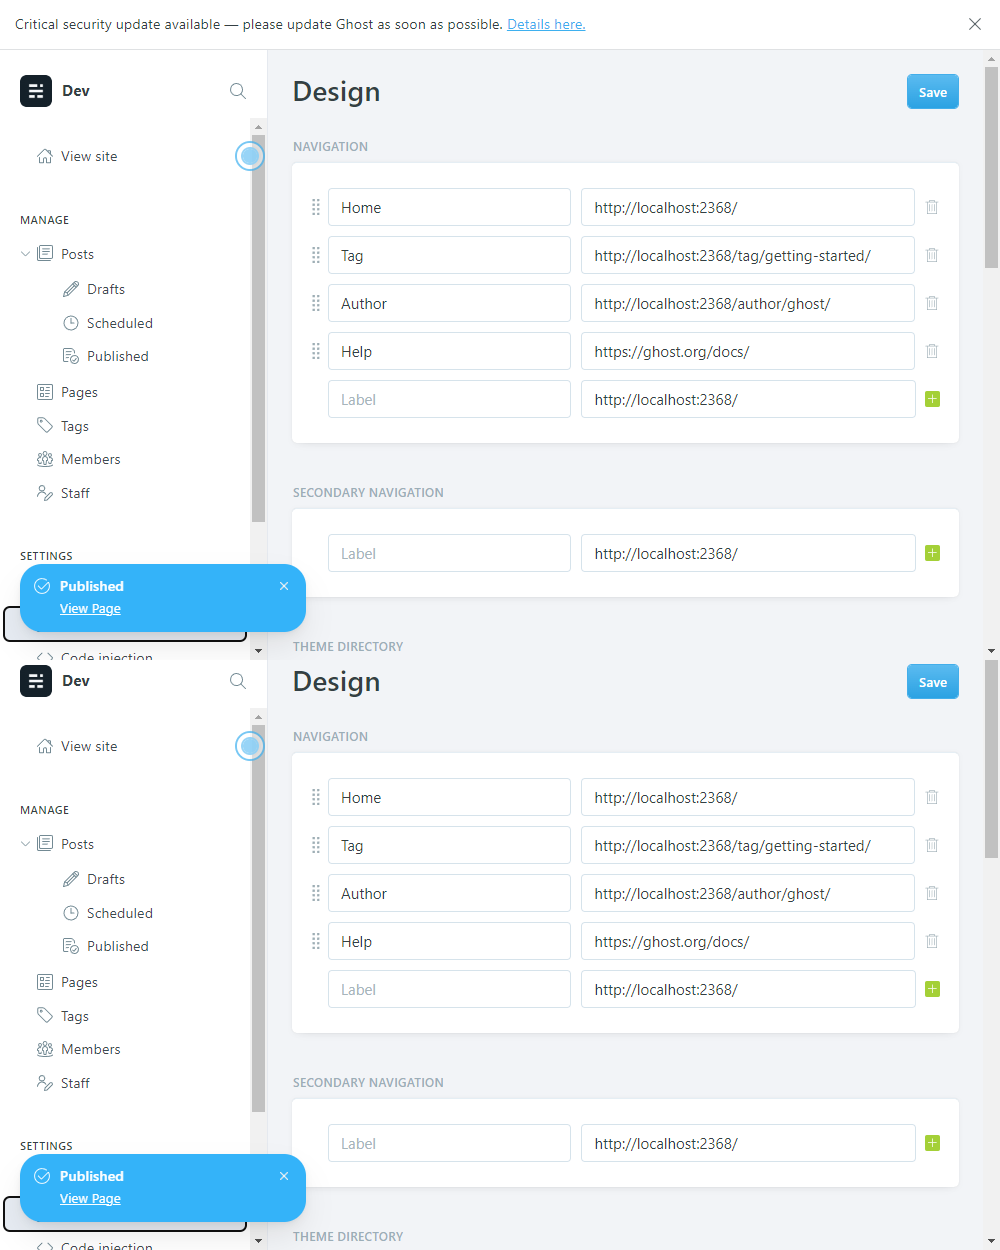 Critical security update available — please update Ghost as soon as possible. Details here.
Dev
View site
MANAGE
Posts
Drafts
Scheduled
Published
Pages
Tags
Members
Staff
SETTINGS
Published
View Page
Code injection
Design
Save
NAVIGATION
Home http://localhost:2368/
Tag http://localhost:2368/tag/getting-started/
Author http://localhost:2368/author/ghost/
Help https://ghost.org/docs/
Label http://localhost:2368/
SECONDARY NAVIGATION
Label http://localhost:2368/
THEME DIRECTORY
Dev
View site
MANAGE
Posts
Drafts
Scheduled
Published
Pages
Tags
Members
Staff
SETTINGS
Published
View Page
Code injection
Design
Save
NAVIGATION
Home http://localhost:2368/
Tag http://localhost:2368/tag/getting-started/
Author http://localhost:2368/author/ghost/
Help https://ghost.org/docs/
Label http://localhost:2368/
SECONDARY NAVIGATION
Label http://localhost:2368/
THEME DIRECTORY